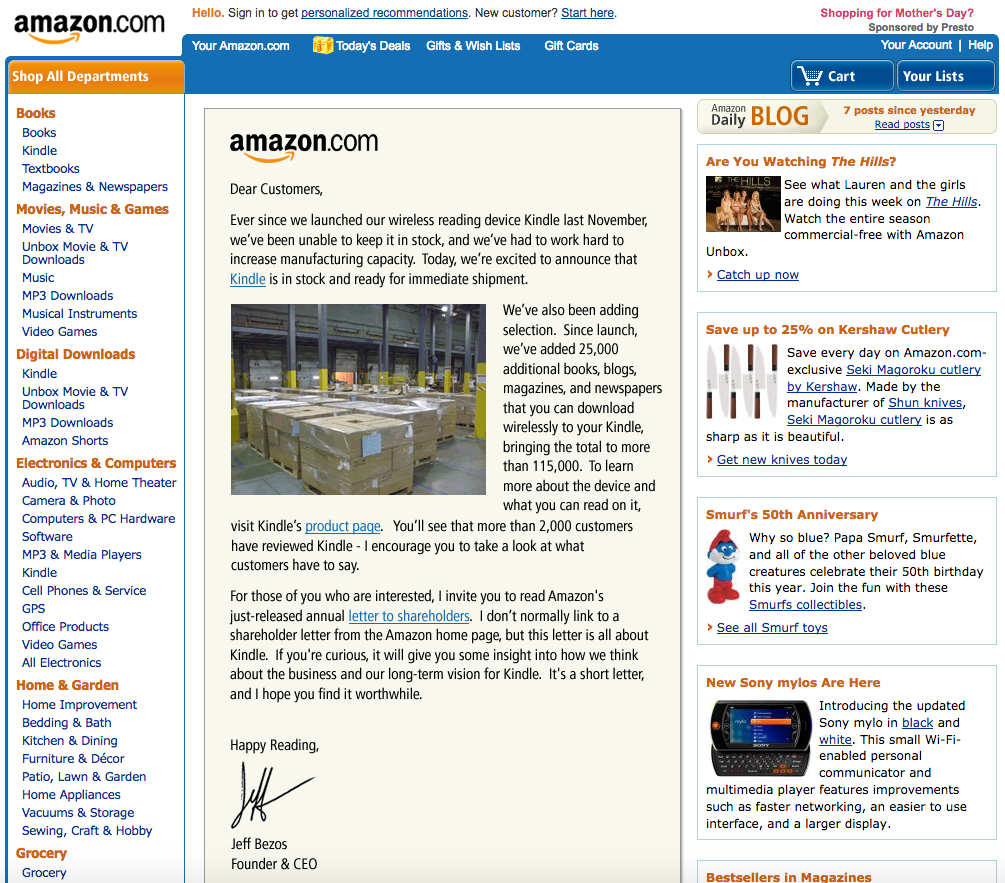 amazon.com
Hello. Sign in to get personalized recommendations. New customer? Start here.
Shopping for Mother's Day?
Sponsored by Presto
Your Amazon.com
Today's Deals
Gifts & Wish Lists
Gift Cards
Your Account | Help
Shop All Departments
Cart
Your Lists
Books
Books
Kindle
Textbooks
Magazines & Newspapers
Movies, Music & Games
Movies & TV
Unbox Movie & TV
Downloads
Music
MP3 Downloads
Musical Instruments
Video Games
Digital Downloads
Kindle
Unbox Movie & TV
Downloads
MP3 Downloads
Amazon Shorts
Electronics & Computers
Audio, TV & Home Theater
Camera & Photo
Computers & PC Hardware
Software
MP3 & Media Players
Kindle
Cell Phones & Service
GPS
Office Products
Video Games
All Electronics
Home & Garden
Home Improvement
Bedding & Bath
Kitchen & Dining
Furniture & Décor
Patio, Lawn & Garden
Home Appliances
Vacuums & Storage
Sewing, Craft & Hobby
Grocery
Grocery
amazon.com
Dear Customers,
Ever since we launched our wireless reading device Kindle last November,
we've been unable to keep it in stock, and we've had to work hard to
increase manufacturing capacity.  Today, we're excited to announce that
Kindle is in stock and ready for immediate shipment.
We've also been adding
selection.  Since launch,
we've added 25,000
additional books, blogs,
magazines, and newspapers
that you can download
wirelessly to your Kindle,
bringing the total to more
than 115,000.  To learn
more about the device and
what you can read on it,
visit Kindle's product page.  You'll see that more than 2,000 customers
have reviewed Kindle - I encourage you to take a look at what
customers have to say.
For those of you who are interested, I invite you to read Amazon's
just-released annual letter to shareholders.  I don't normally link to a
shareholder letter from the Amazon home page, but this letter is all about
Kindle.  If you're curious, it will give you some insight into how we think
about the business and our long-term vision for Kindle.  It's a short letter,
and I hope you find it worthwhile.
Happy Reading,
Jeff
Jeff Bezos
Founder & CEO
Amazon
Daily BLOG
7 posts since yesterday
Read posts
Are You Watching The Hills?
THE HILLS
See what Lauren and the girls
are doing this week on The Hills.
Watch the entire season
commercial-free with Amazon
Unbox.
Catch up now
Save up to 25% on Kershaw Cutlery
Save every day on Amazon.com-
exclusive Seki Magoroku cutlery
by Kershaw. Made by the
manufacturer of Shun knives,
Seki Magoroku cutlery is as
sharp as it is beautiful.
Get new knives today
Smurf's 50th Anniversary
Why so blue? Papa Smurf, Smurfette,
and all of the other beloved blue
creatures celebrate their 50th birthday
this year. Join the fun with these
Smurfs collectibles.
See all Smurf toys
New Sony mylos Are Here
mylo
SONY
Introducing the updated
Sony mylo in black and
white. This small Wi-Fi-
enabled personal
communicator and
multimedia player features improvements
such as faster networking, an easier to use
interface, and a larger display.
Bestsellers in Magazines